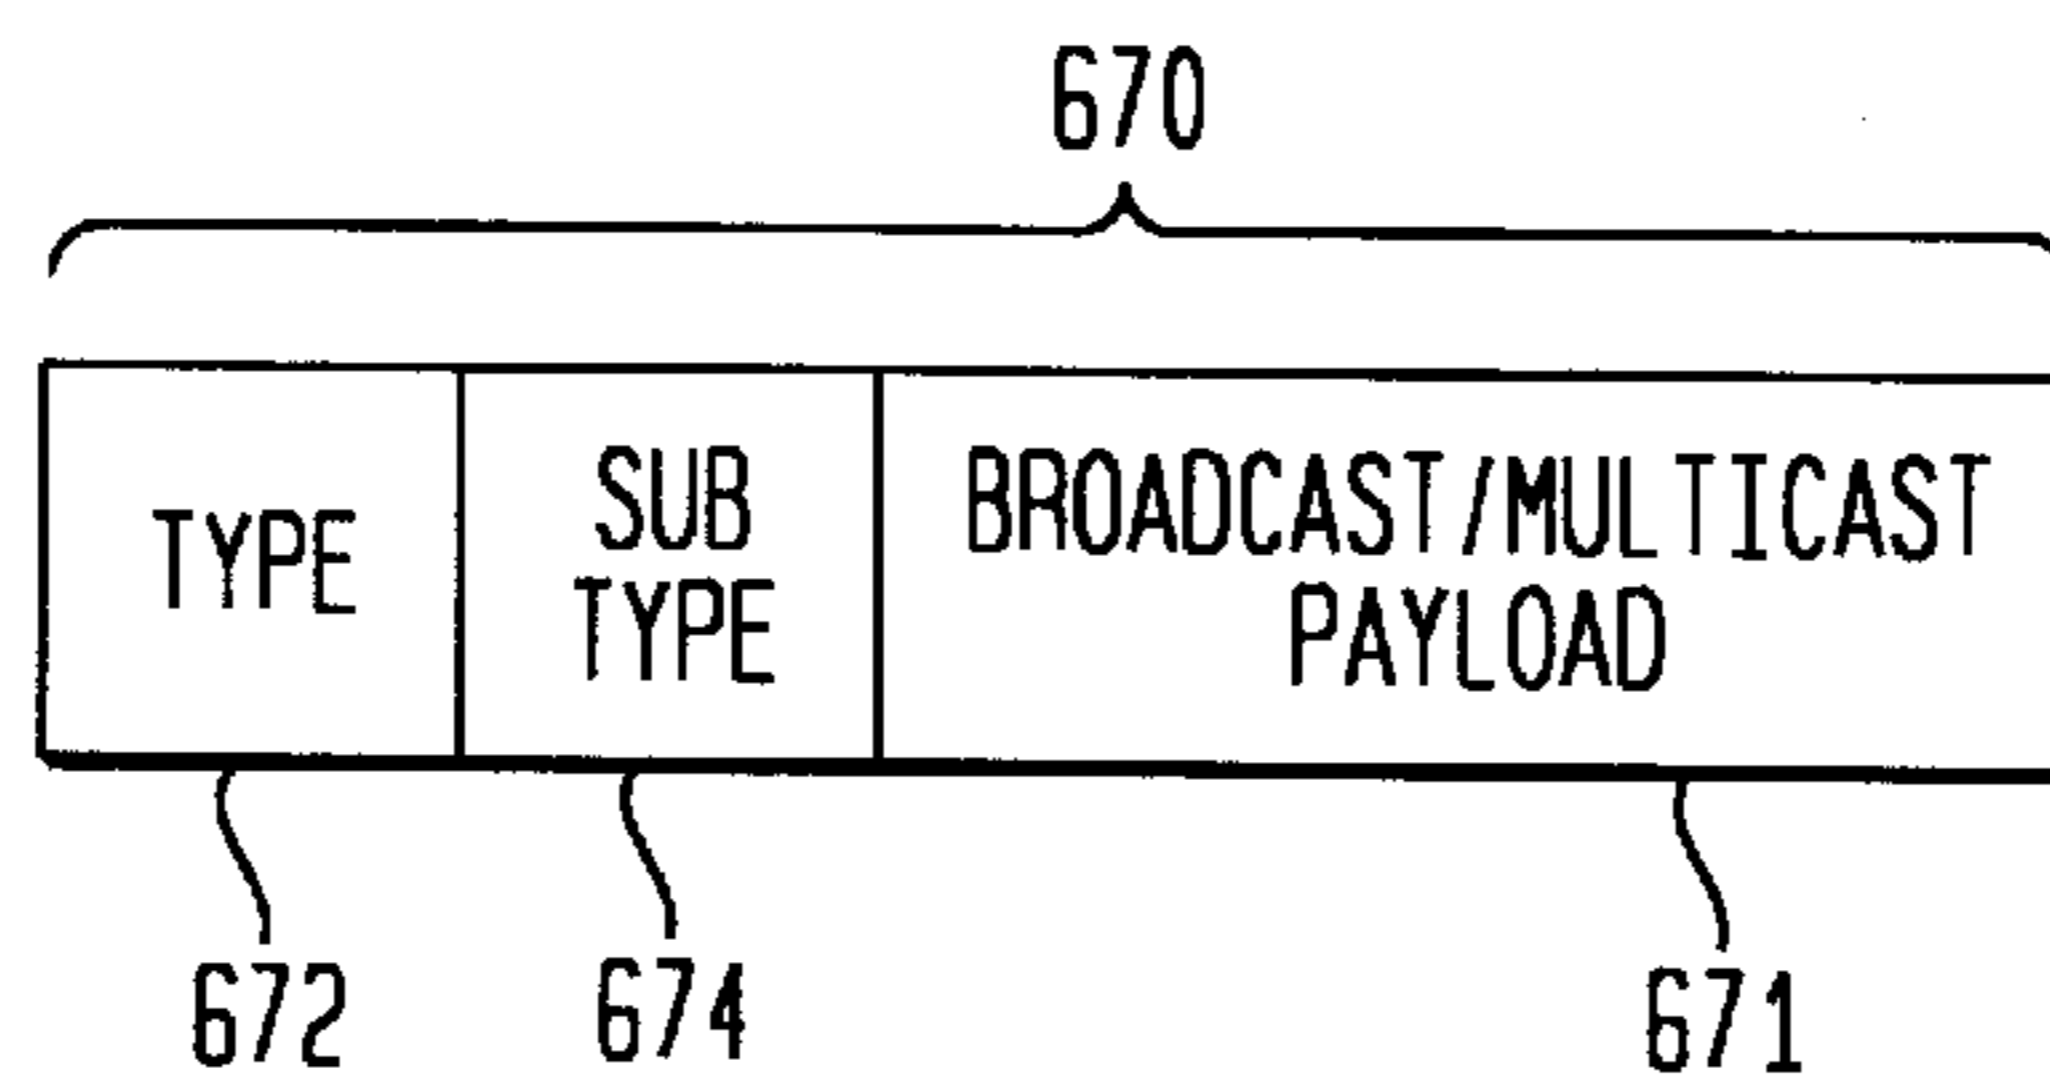 670
TYPE
SUB
TYPE
BROADCAST/MULTICAST
PAYLOAD
672
674
671